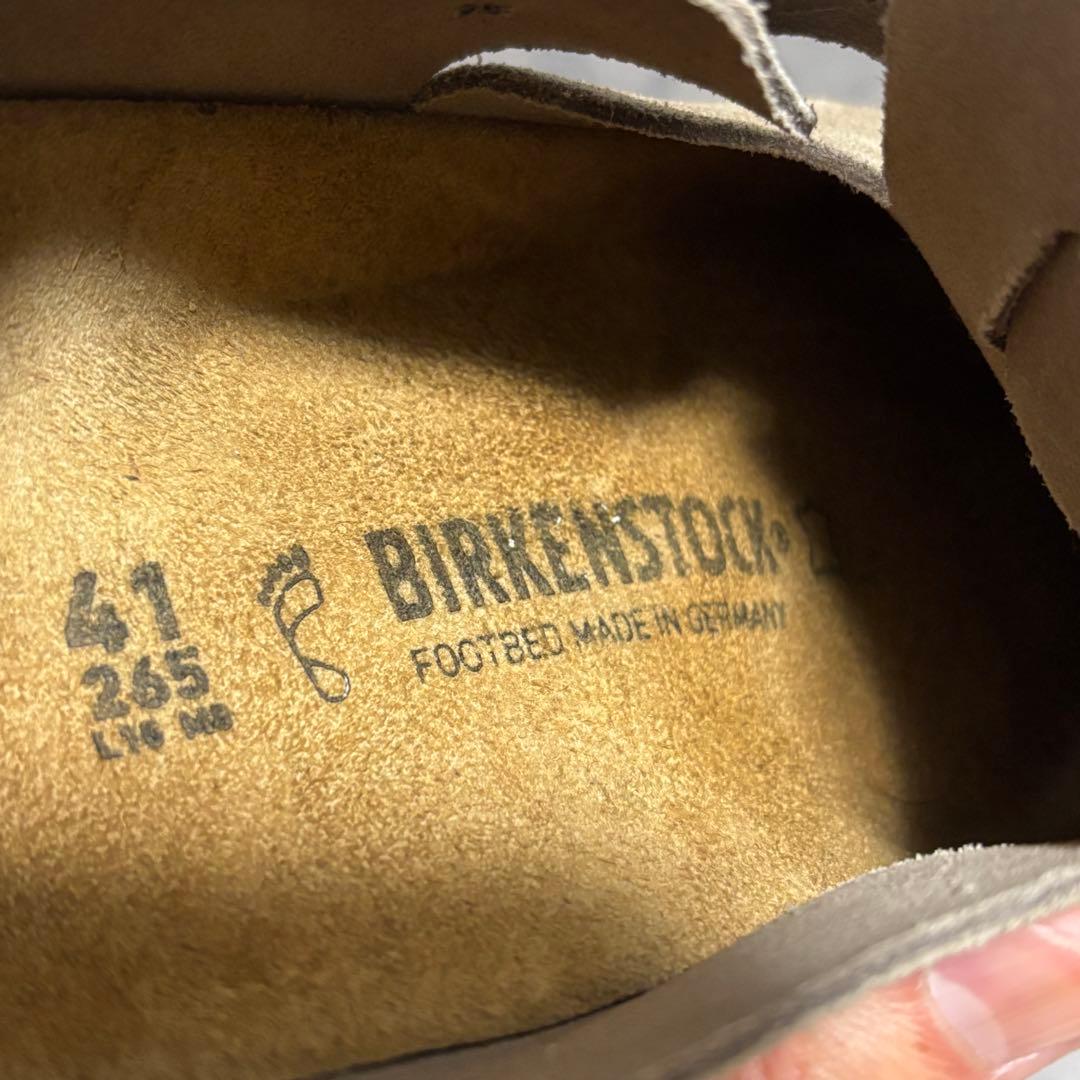 41
265
L10 M8
BIRKENSTOCK®
FOOTBED MADE IN GERMANY